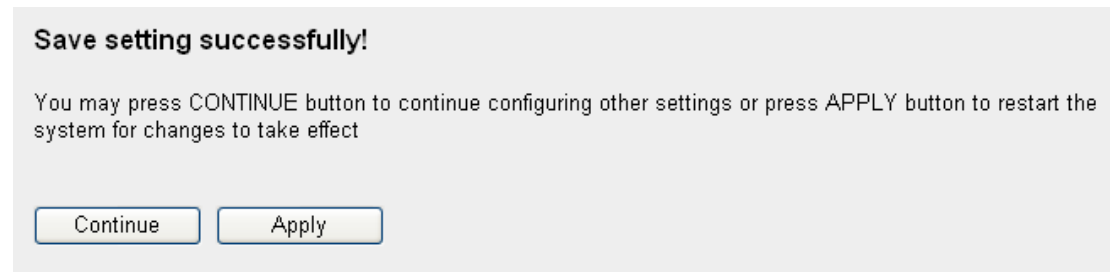 Save setting successfully!
You may press CONTINUE button to continue configuring other settings or press APPLY button to restart the
system for changes to take effect
Continue Apply